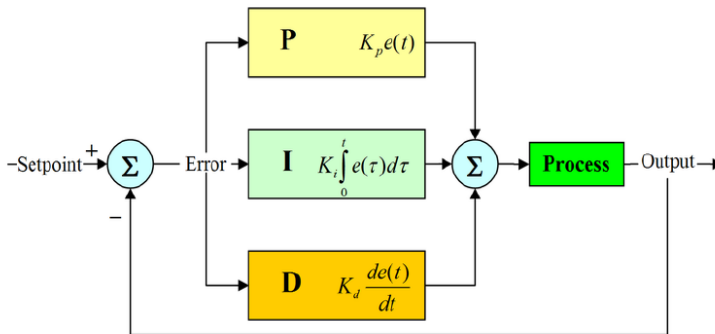 P K_p e(t)
–Setpoint + Σ Error I K_i ∫_0^t e(τ)dτ Σ Process Output
–
D K_d de(t)/dt